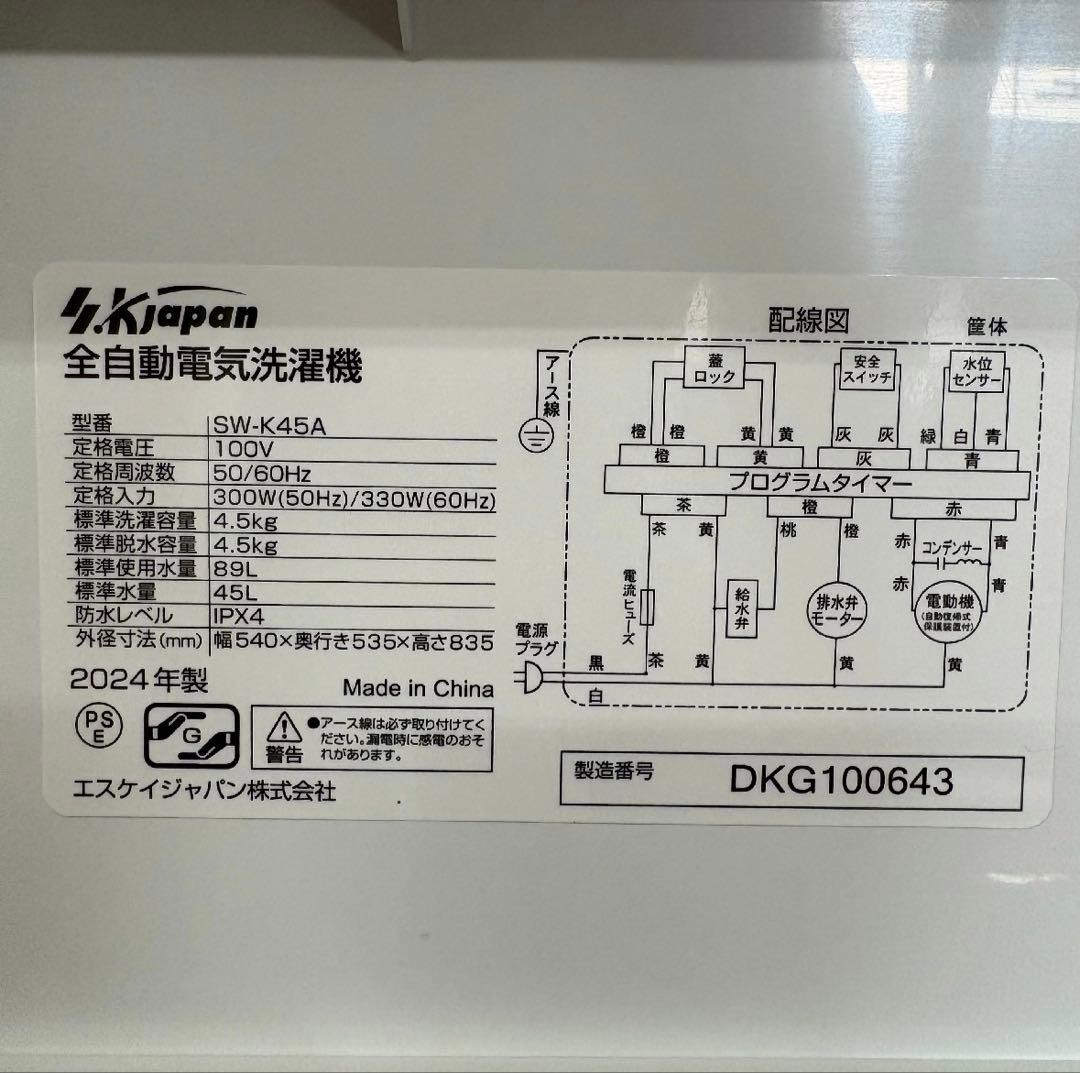 SKJapan
全自動電気洗濯機
型番 SW-K45A
定格電圧 100V
定格周波数 50/60Hz
定格入力 300W(50Hz)/330W(60Hz)
標準洗濯容量 4.5kg
標準脱水容量 4.5kg
標準使用水量 89L
標準水量 45L
防水レベル IPX4
外径寸法(mm) 幅540×奥行き535×高さ835
2024年製
Made in China
PS
E
G
警告
●アース線は必ず取り付けてく
ださい。漏電時に感電のおそ
れがあります。
エスケイジャパン株式会社
配線図
筐体
アース線
蓋
ロック
安全
スイッチ
水位
センサー
橙 橙 黄 黄 灰 灰 緑 白 青
橙 黄 灰 青
プログラムタイマー
茶 橙 赤
茶 黄 桃 橙 赤 青
コンデンサー
赤 青
電流ヒューズ
給水弁
排水弁
モーター
電動機
(自動復帰式
保護装置付)
電源
プラグ
黒 茶 黄 黄 黄
白
製造番号 DKG100643